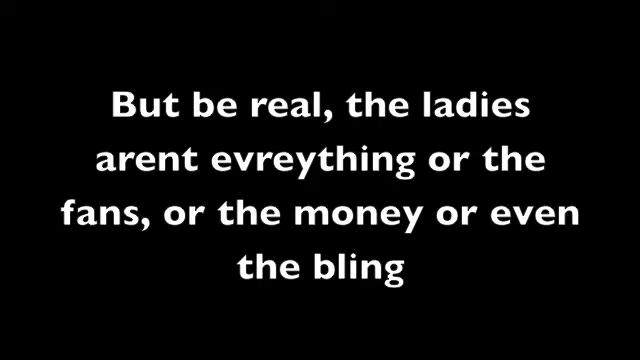 But be real, the ladies
arent evreything or the
fans, or the money or even
the bling